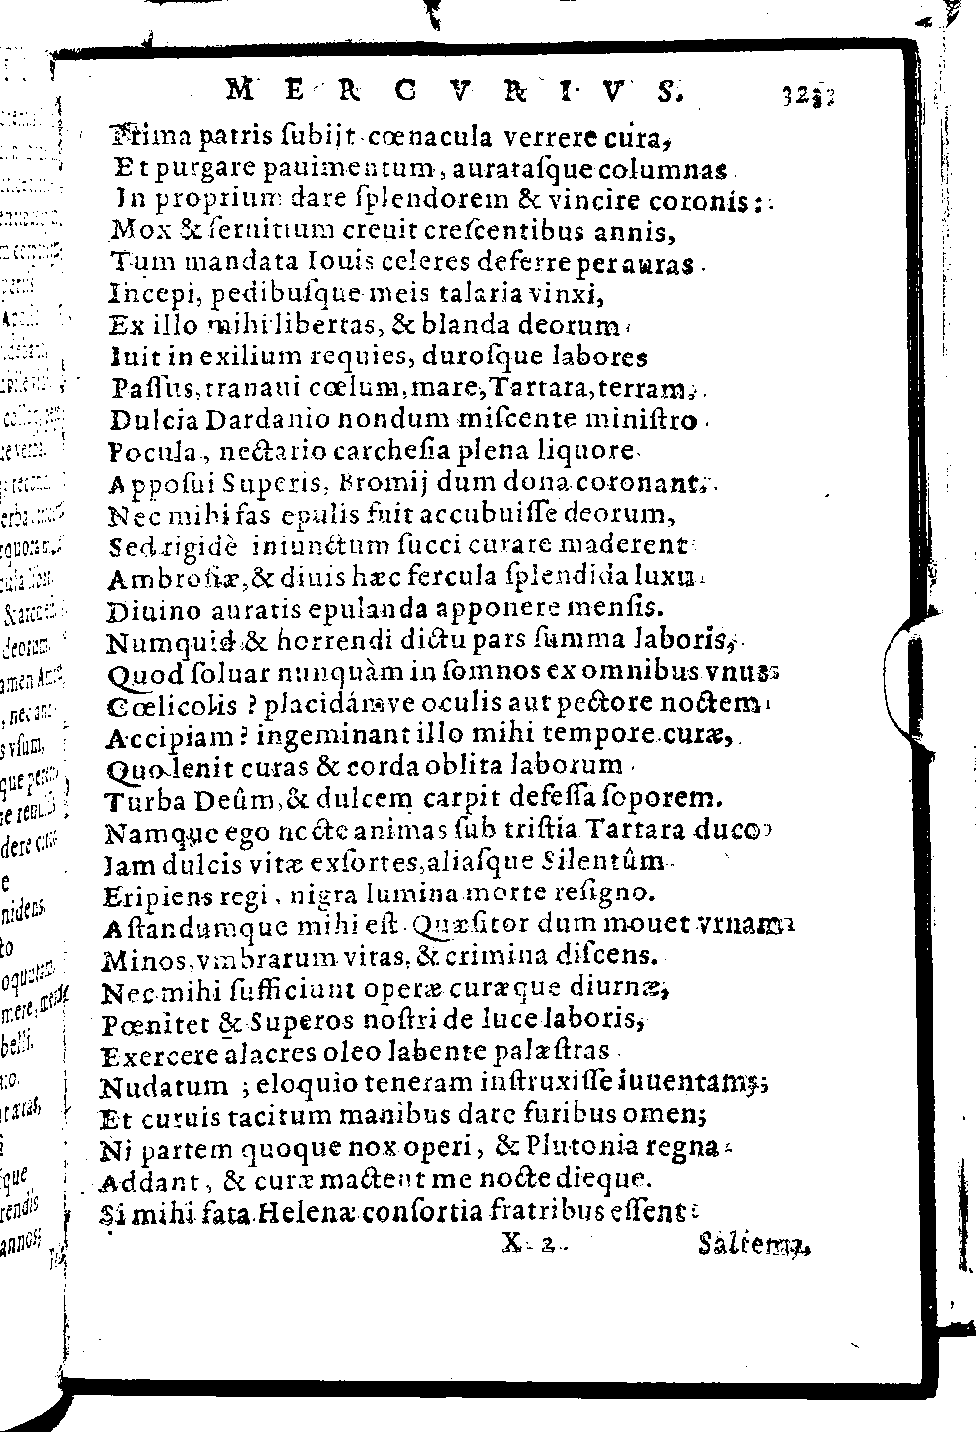 MERCVRIVS. 323
Prima patris ſubijt cœnacula verrere cura,
Et purgare pauimentum, aurataſque columnas
In proprium dare ſplendorem & vincire coronis:
Mox & ſeruitium creuit creſcentibus annis,
Tum mandata Iouis celeres deferre per auras
Incepi, pedibuſque meis talaria vinxi,
Ex illo mihi libertas, & blanda deorum
Iuit in exilium requies, duroſque labores
Paſſus, tranaui cœlum, mare, Tartara, terram,
Dulcia Dardanio nondum miſcente miniſtro
Pocula, nectario carcheſia plena liquore
Appoſui Superis, Bromij dum dona coronant,
Nec mihi fas epulis fuit accubuiſſe deorum,
Sed rigidè iniunctum ſucci curare maderent
Ambroſiæ, & diuis hæc fercula ſplendida luxu
Diuino auratis epulanda apponere menſis.
Numquid & horrendi dictu pars ſumma laboris,
Quod ſoluar nunquàm in ſomnos ex omnibus vnus
Cœlicolis? placidámve oculis aut pectore noctem
Accipiam? ingeminant illo mihi tempore curæ,
Quo lenit curas & corda oblita laborum
Turba Deûm, & dulcem carpit defeſſa ſoporem.
Namque ego nocte animas ſub triſtia Tartara duco
Iam dulcis vitæ exſortes, aliaſque Silentûm
Eripiens regi, nigra lumina morte reſigno.
Aſtandumque mihi eſt Quæſitor dum mouet vrnam
Minos, vmbrarum vitas, & crimina diſcens.
Nec mihi ſufficiunt operæ curæque diurnæ,
Pœnitet & Superos noſtri de luce laboris,
Exercere alacres oleo labente palæſtras
Nudatum; eloquio teneram inſtruxiſſe iuuentam;
Et curuis tacitum manibus dare furibus omen;
Ni partem quoque nox operi, & Plutonia regna
Addant, & curæ mactent me nocte dieque.
Si mihi fata Helenæ conſortia fratribus eſſent
X 2 Saltem,